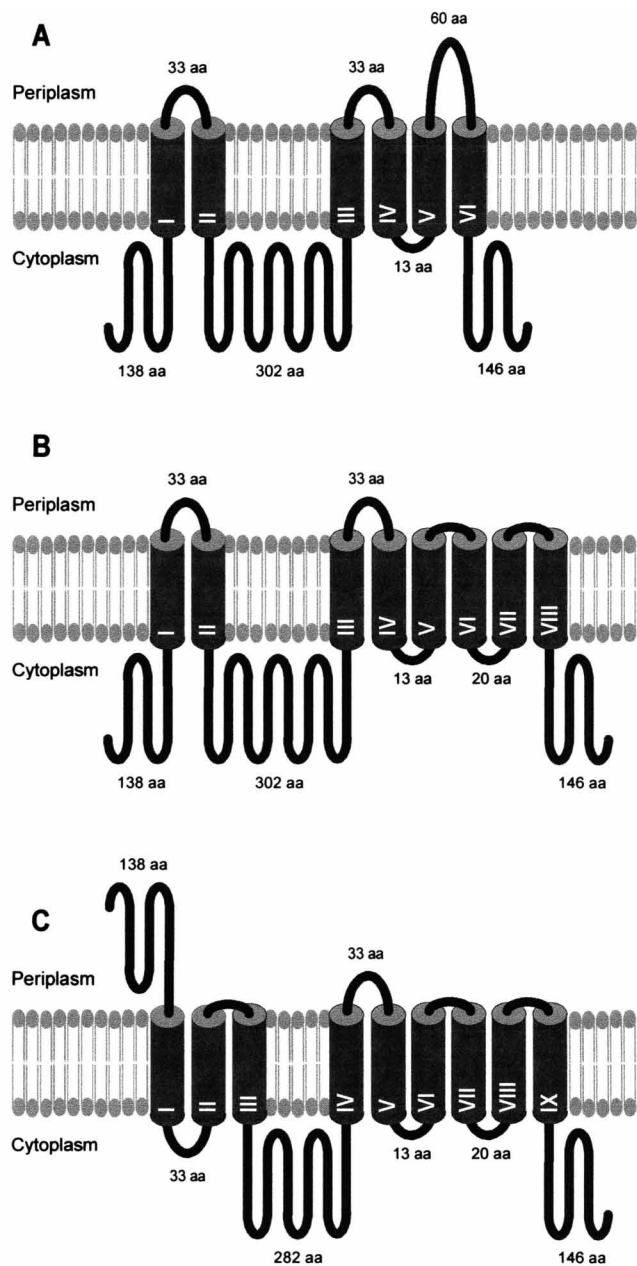 A
60 aa
33 aa
33 aa
Periplasm
I II III IV V VI
Cytoplasm
13 aa
138 aa
302 aa
146 aa
B
33 aa
33 aa
Periplasm
I II III IV V VI VII VIII
Cytoplasm
13 aa
20 aa
138 aa
302 aa
146 aa
138 aa
C
33 aa
Periplasm
I II III IV V VI VII VIII IX
Cytoplasm
33 aa
13 aa
20 aa
282 aa
146 aa